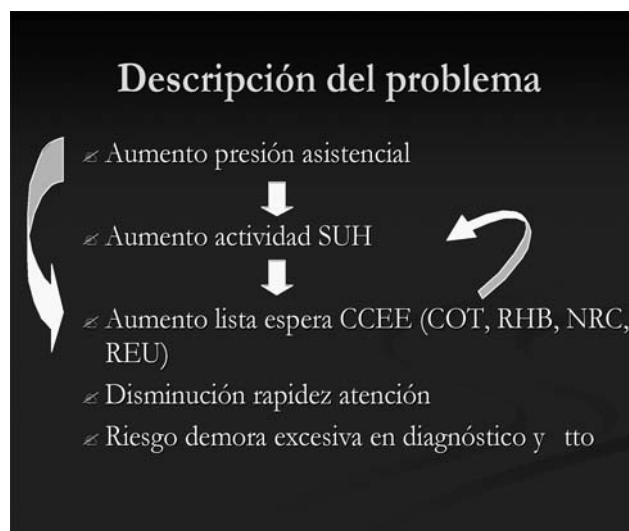 Descripción del problema
Aumento presión asistencial
Aumento actividad SUH
Aumento lista espera CCEE (COT, RHB, NRC,
REU)
Disminución rapidez atención
Riesgo demora excesiva en diagnóstico y tto